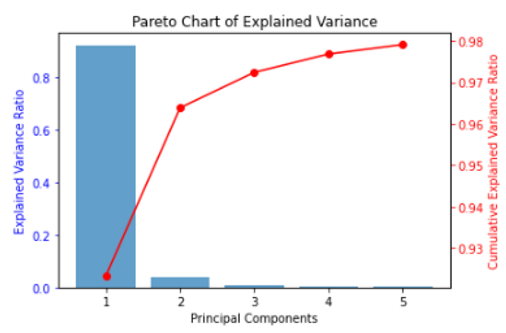 Pareto Chart of Explained Variance
Explained Variance Ratio
0.8
0.6
0.4
0.2
0.0
0.98
0.97
0.96
0.95
0.94
0.93
Cumulative Explained Variance Ratio
1 2 3 4 5
Principal Components